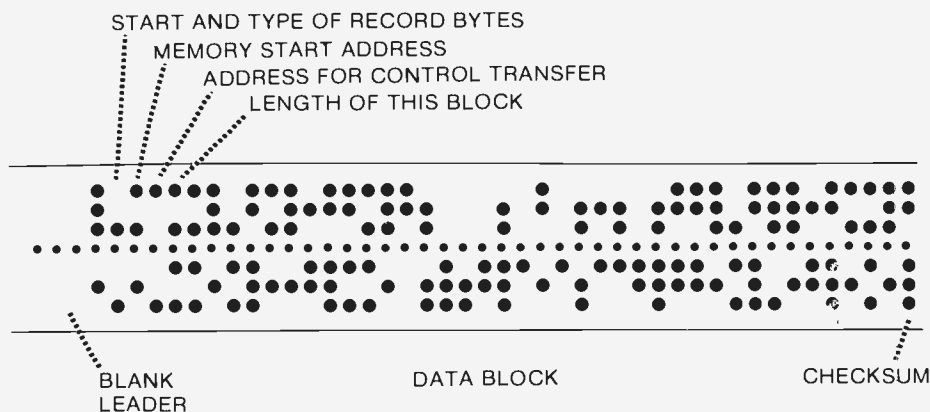 START AND TYPE OF RECORD BYTES
MEMORY START ADDRESS
ADDRESS FOR CONTROL TRANSFER
LENGTH OF THIS BLOCK
BLANK
LEADER
DATA BLOCK
CHECKSUM